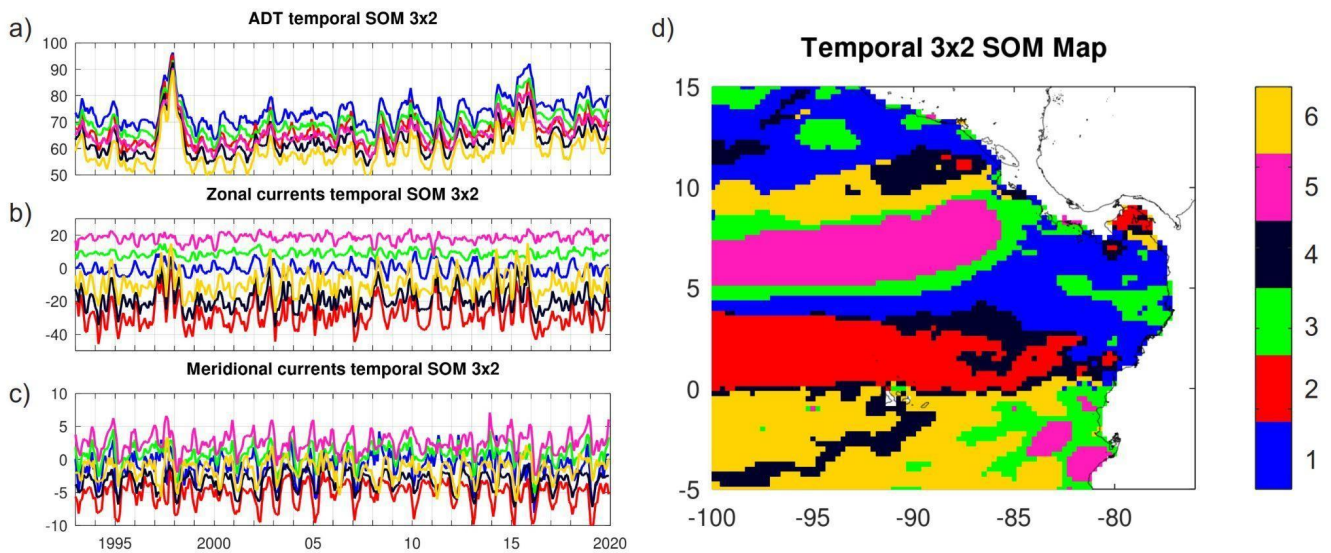 a)
ADT temporal SOM 3x2
100
90
80
70
60
50
b)
Zonal currents temporal SOM 3x2
20
0
-20
-40
c)
Meridional currents temporal SOM 3x2
10
5
0
-5
-10
1995 2000 05 10 15 2020
d)
Temporal 3x2 SOM Map
15
10
5
0
-5
-100 -95 -90 -85 -80
6
5
4
3
2
1